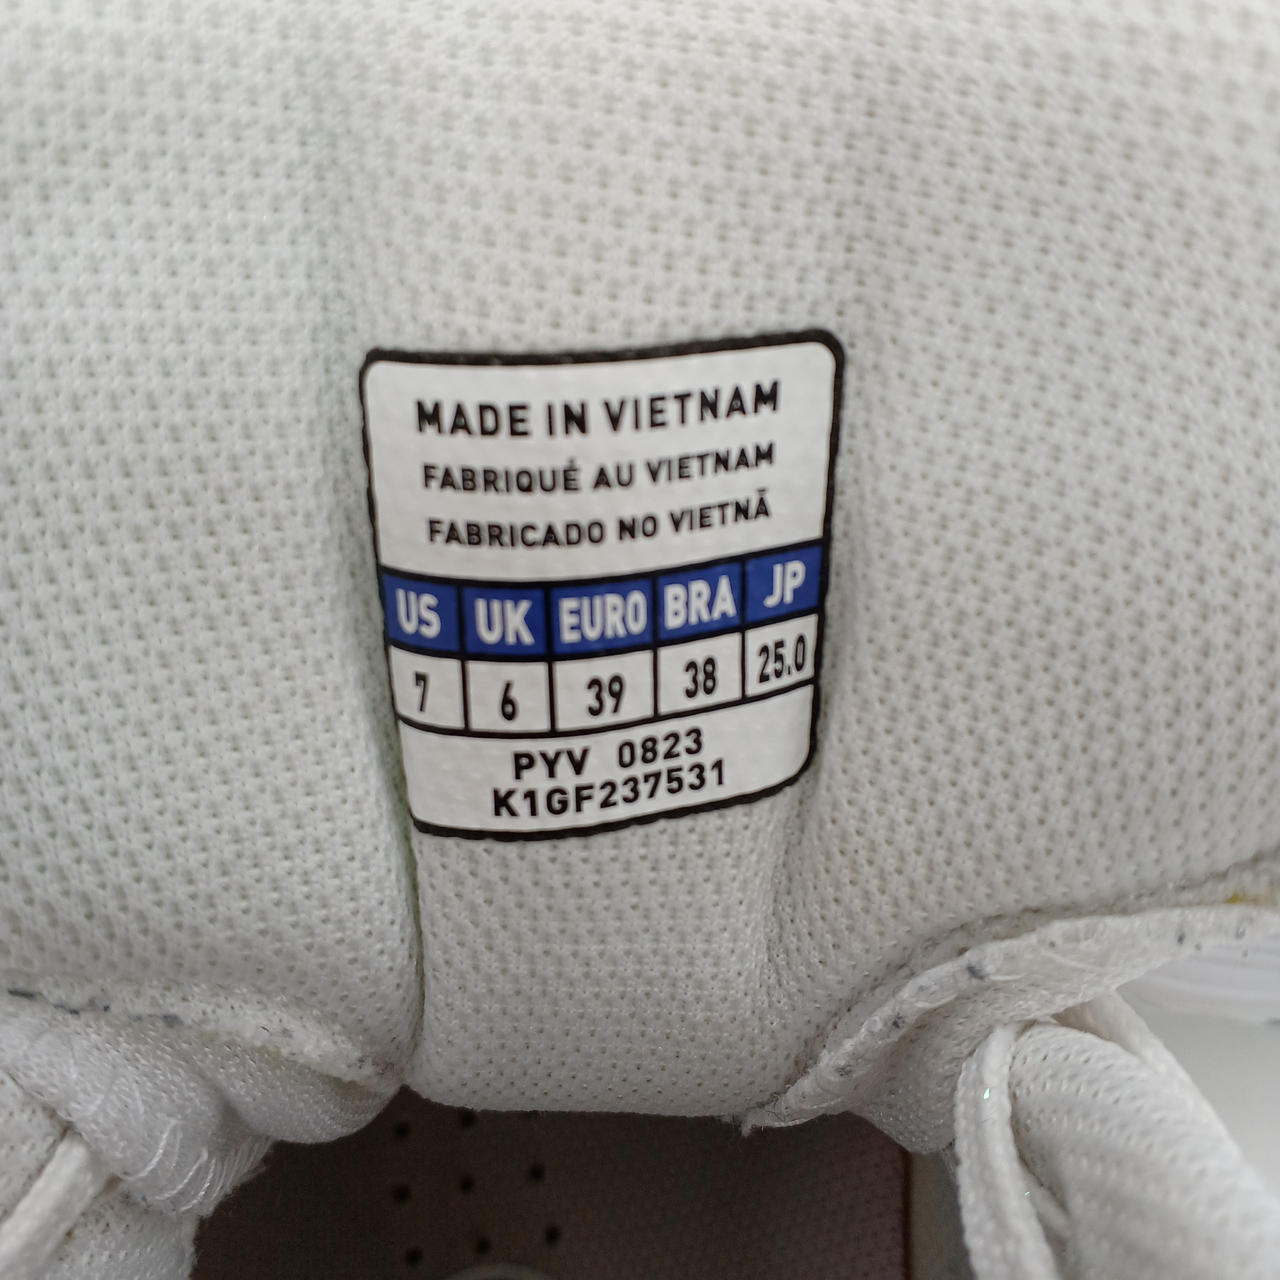 MADE IN VIETNAM
FABRIQUÉ AU VIETNAM
FABRICADO NO VIETNÃ
US UK EURO BRA JP
7 6 39 38 25.0
PYV 0823
K1GF237531